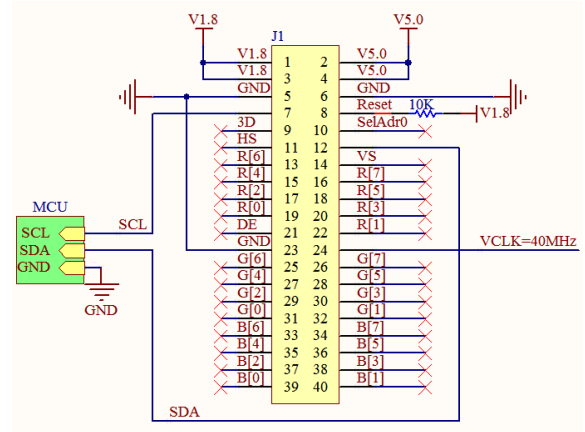 V1.8 V5.0
J1
V1.8 1 2 V5.0
V1.8 3 4 V5.0
GND 5 6 GND
7 8 Reset 10K V1.8
3D 9 10 SelAdr0
HS 11 12
R[6] 13 14 VS
R[4] 15 16 R[7]
R[2] 17 18 R[5]
R[0] 19 20 R[3]
DE 21 22 R[1]
GND 23 24 VCLK=40MHz
G[6] 25 26 G[7]
G[4] 27 28 G[5]
G[2] 29 30 G[3]
G[0] 31 32 G[1]
B[6] 33 34 B[7]
B[4] 35 36 B[5]
B[2] 37 38 B[3]
B[0] 39 40 B[1]
MCU
SCL SCL
SDA
GND
GND
SDA